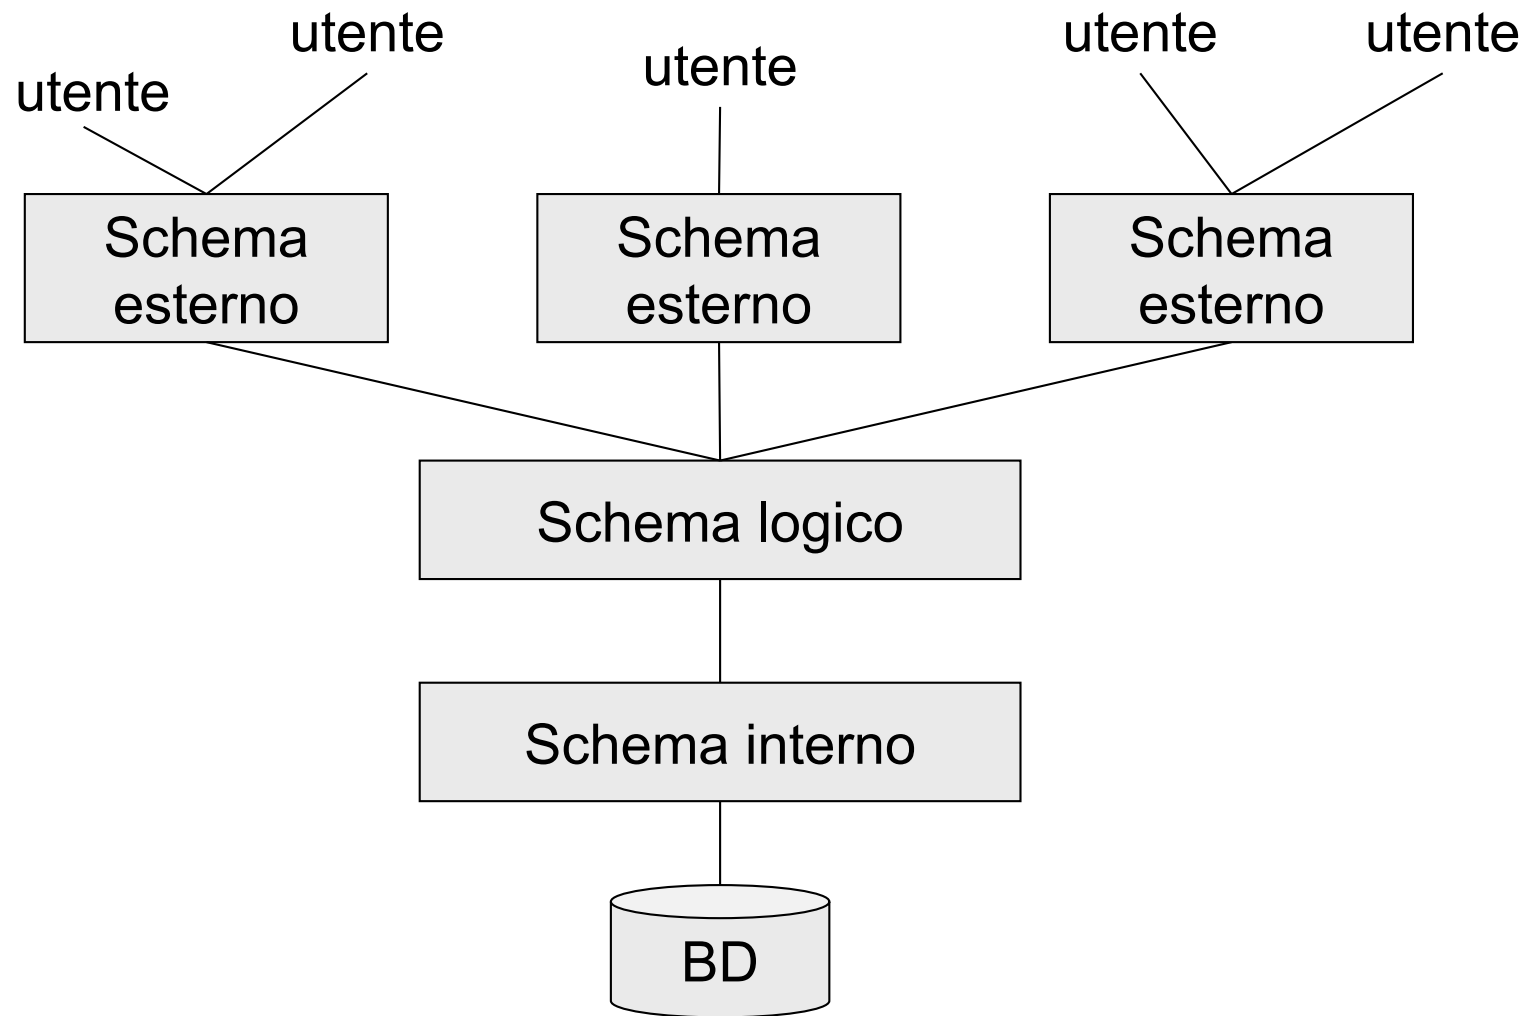 utente
utente
utente
utente
utente
Schema
esterno
Schema
esterno
Schema
esterno
Schema logico
Schema interno
BD